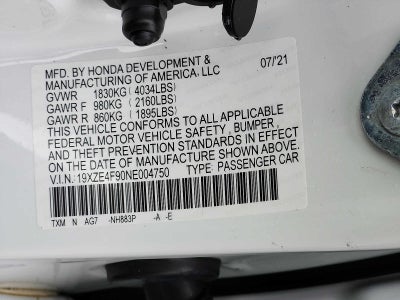 MFD. BY HONDA DEVELOPMENT & 07/'21
MANUFACTURING OF AMERICA, LLC
GVWR 1830KG (4034LBS)
GAWR F 980KG (2160LBS)
GAWR R 860KG (1895LBS)
THIS VEHICLE CONFORMS TO ALL APPLICABLE
FEDERAL MOTOR VEHICLE SAFETY, BUMPER,
AND THEFT PREVENTION STANDARDS IN EFFECT
ON THE DATE OF MANUFACTURE SHOWN ABOVE.
V.I.N.:19XZE4F90NE004750 TYPE: PASSENGER CAR
TXM N AG7 -NH883P -A -E